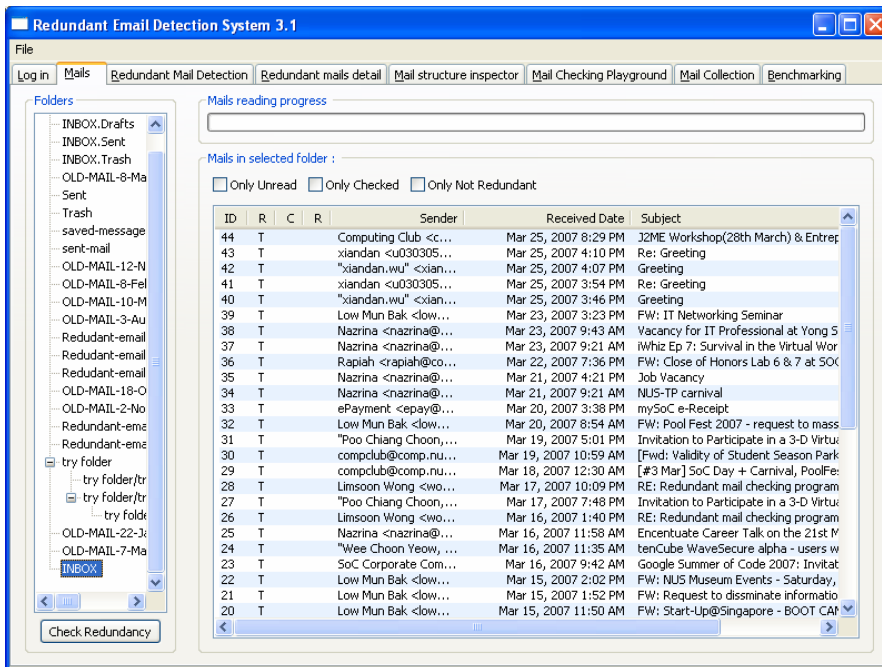 Redundant Email Detection System 3.1
File
Log in Mails Redundant Mail Detection Redundant mails detail Mail structure inspector Mail Checking Playground Mail Collection Benchmarking
Folders
INBOX.Drafts
INBOX.Sent
INBOX.Trash
OLD-MAIL-8-Ma
Sent
Trash
saved-message
sent-mail
OLD-MAIL-12-N
OLD-MAIL-8-Fel
OLD-MAIL-10-M
OLD-MAIL-3-Au
Redudant-email
Redudant-email
Redudant-email
OLD-MAIL-18-O
OLD-MAIL-2-No
Redundant-ema
Redundant-ema
try folder
try folder/tr
try folder/tr
try folde
OLD-MAIL-22-Ja
OLD-MAIL-7-Ma
INBOX
Check Redundancy
Mails reading progress
Mails in selected folder :
Only Unread Only Checked Only Not Redundant
ID R C R Sender Received Date Subject
44 T Computing Club <c... Mar 25, 2007 8:29 PM J2ME Workshop(28th March) & Entrep
43 T xiandan <u030305... Mar 25, 2007 4:10 PM Re: Greeting
42 T "xiandan.wu" <xian... Mar 25, 2007 4:07 PM Greeting
41 T xiandan <u030305... Mar 25, 2007 3:54 PM Re: Greeting
40 T "xiandan.wu" <xian... Mar 25, 2007 3:46 PM Greeting
39 T Low Mun Bak <low... Mar 23, 2007 3:23 PM FW: IT Networking Seminar
38 T Nazrina <nazrina@... Mar 23, 2007 9:43 AM Vacancy for IT Professional at Yong S
37 T Nazrina <nazrina@... Mar 23, 2007 9:21 AM iWhiz Ep 7: Survival in the Virtual Wor
36 T Rapiah <rapiah@co... Mar 22, 2007 7:36 PM FW: Close of Honors Lab 6 & 7 at SOC
35 T Nazrina <nazrina@... Mar 21, 2007 4:21 PM Job Vacancy
34 T Nazrina <nazrina@... Mar 21, 2007 9:21 AM NUS-TP carnival
33 T ePayment <epay@... Mar 20, 2007 3:38 PM mySoC e-Receipt
32 T Low Mun Bak <low... Mar 20, 2007 8:54 AM FW: Pool Fest 2007 - request to mass
31 T "Poo Chiang Choon, ... Mar 19, 2007 5:01 PM Invitation to Participate in a 3-D Virtua
30 T compclub@comp.nu... Mar 19, 2007 10:59 AM [Fwd: Validity of Student Season Park
29 T compclub@comp.nu... Mar 18, 2007 12:30 AM [#3 Mar] SoC Day + Carnival, PoolFes
28 T Limsoon Wong <wo... Mar 17, 2007 10:09 PM RE: Redundant mail checking program
27 T "Poo Chiang Choon, ... Mar 17, 2007 7:48 PM Invitation to Participate in a 3-D Virtua
26 T Limsoon Wong <wo... Mar 16, 2007 1:40 PM RE: Redundant mail checking program
25 T Nazrina <nazrina@... Mar 16, 2007 11:58 AM Encentuate Career Talk on the 21st M
24 T "Wee Choon Yeow, ... Mar 16, 2007 11:35 AM tenCube WaveSecure alpha - users w
23 T SoC Corporate Com... Mar 16, 2007 9:42 AM Google Summer of Code 2007: Invitat
22 T Low Mun Bak <low... Mar 15, 2007 2:02 PM FW: NUS Museum Events - Saturday,
21 T Low Mun Bak <low... Mar 15, 2007 1:52 PM FW: Request to dissminate informatio
20 T Low Mun Bak <low... Mar 15, 2007 11:50 AM FW: Start-Up@Singapore - BOOT CAM